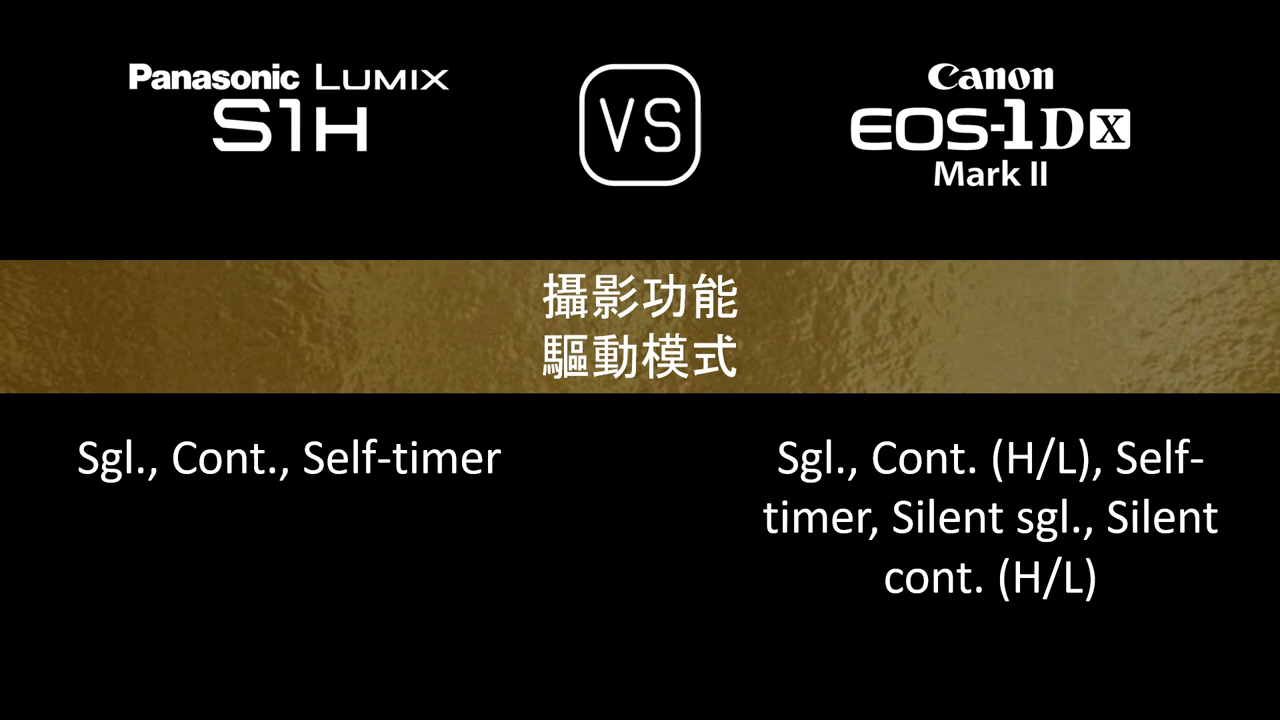 Panasonic LUMIX
S1H
VS
Canon
EOS-1DX
Mark II
攝影功能
驅動模式
Sgl., Cont., Self-timer
Sgl., Cont. (H/L), Self-
timer, Silent sgl., Silent
cont. (H/L)